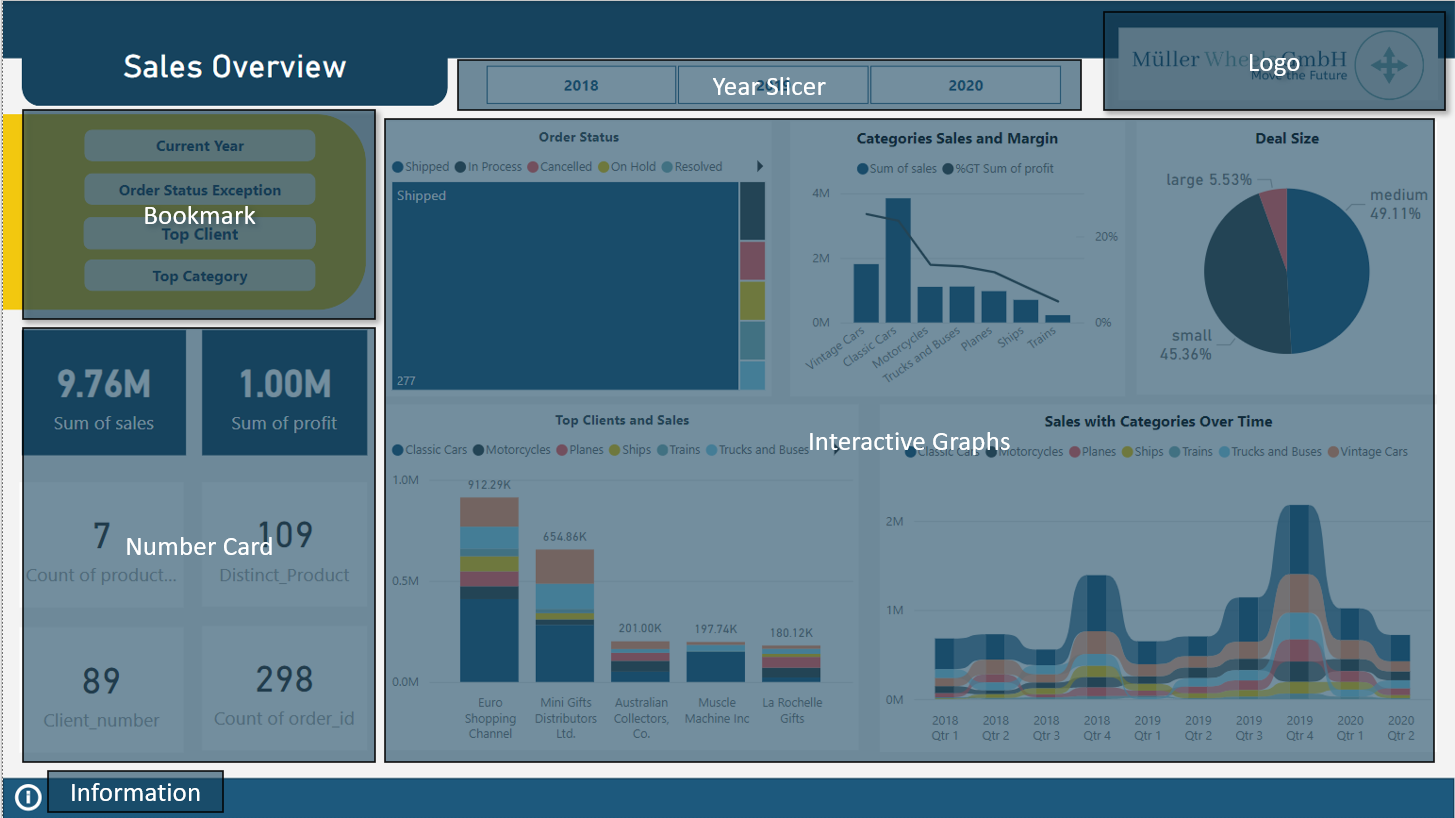 Sales Overview
2018
2020
Year Slicer
Müller Wheels GmbH
Move the Future
Logo
Current Year
Order Status Exception
Bookmark
Top Client
Top Category
9.76M
Sum of sales
1.00M
Sum of profit
7
Count of product...
109
Distinct_Product
Number Card
89
Client_number
298
Count of order_id
Order Status
Shipped In Process Cancelled On Hold Resolved
Shipped
277
Categories Sales and Margin
Sum of sales %GT Sum of profit
4M
2M
0M
20%
0%
Vintage Cars
Classic Cars
Motorcycles
Trucks and Buses
Planes
Ships
Trains
Deal Size
large 5.53%
medium
49.11%
small
45.36%
Interactive Graphs
Top Clients and Sales
Classic Cars Motorcycles Planes Ships Trains Trucks and Buses
1.0M
0.5M
0.0M
912.29K
654.86K
201.00K
197.74K
180.12K
Euro
Shopping
Channel
Mini Gifts
Distributors
Ltd.
Australian
Collectors,
Co.
Muscle
Machine Inc
La Rochelle
Gifts
Sales with Categories Over Time
Classic Cars Motorcycles Planes Ships Trains Trucks and Buses Vintage Cars
2M
1M
0M
2018
Qtr 1
2018
Qtr 2
2018
Qtr 3
2018
Qtr 4
2019
Qtr 1
2019
Qtr 2
2019
Qtr 3
2019
Qtr 4
2020
Qtr 1
2020
Qtr 2
Information